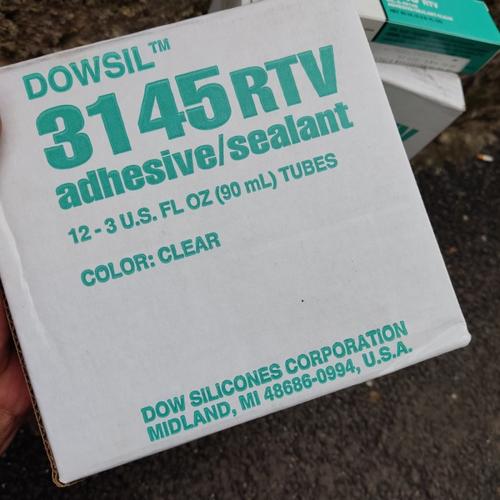 DOWSIL™
3145 RTV
adhesive/sealant
12 - 3 U.S. FL OZ (90 mL) TUBES
COLOR: CLEAR
DOW SILICONES CORPORATION
MIDLAND, MI 48686-0994, U.S.A.